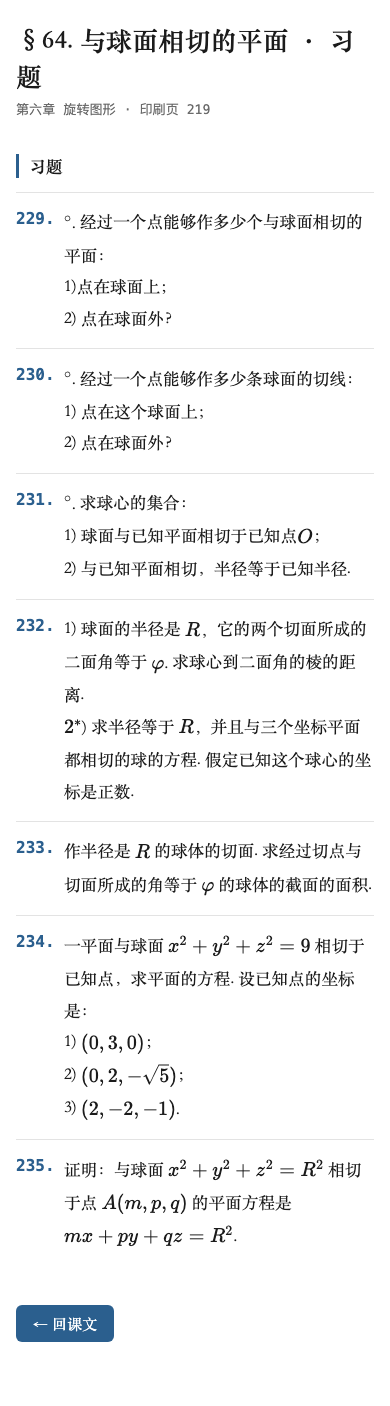 §64. 与球面相切的平面 · 习
题
第六章 旋转图形 · 印刷页 219
习题
229. °. 经过一个点能够作多少个与球面相切的
平面：
1)点在球面上；
2) 点在球面外?
230. °. 经过一个点能够作多少条球面的切线：
1) 点在这个球面上；
2) 点在球面外?
231. °. 求球心的集合：
1) 球面与已知平面相切于已知点O；
2) 与已知平面相切，半径等于已知半径.
232. 1) 球面的半径是 R，它的两个切面所成的
二面角等于 φ. 求球心到二面角的棱的距
离.
2*) 求半径等于 R，并且与三个坐标平面
都相切的球的方程. 假定已知这个球心的坐
标是正数.
233. 作半径是 R 的球体的切面. 求经过切点与
切面所成的角等于 φ 的球体的截面的面积.
234. 一平面与球面 x² + y² + z² = 9 相切于
已知点，求平面的方程. 设已知点的坐标
是：
1) (0, 3, 0)；
2) (0, 2, −√5)；
3) (2, −2, −1).
235. 证明：与球面 x² + y² + z² = R² 相切
于点 A(m, p, q) 的平面方程是
mx + py + qz = R².
← 回课文